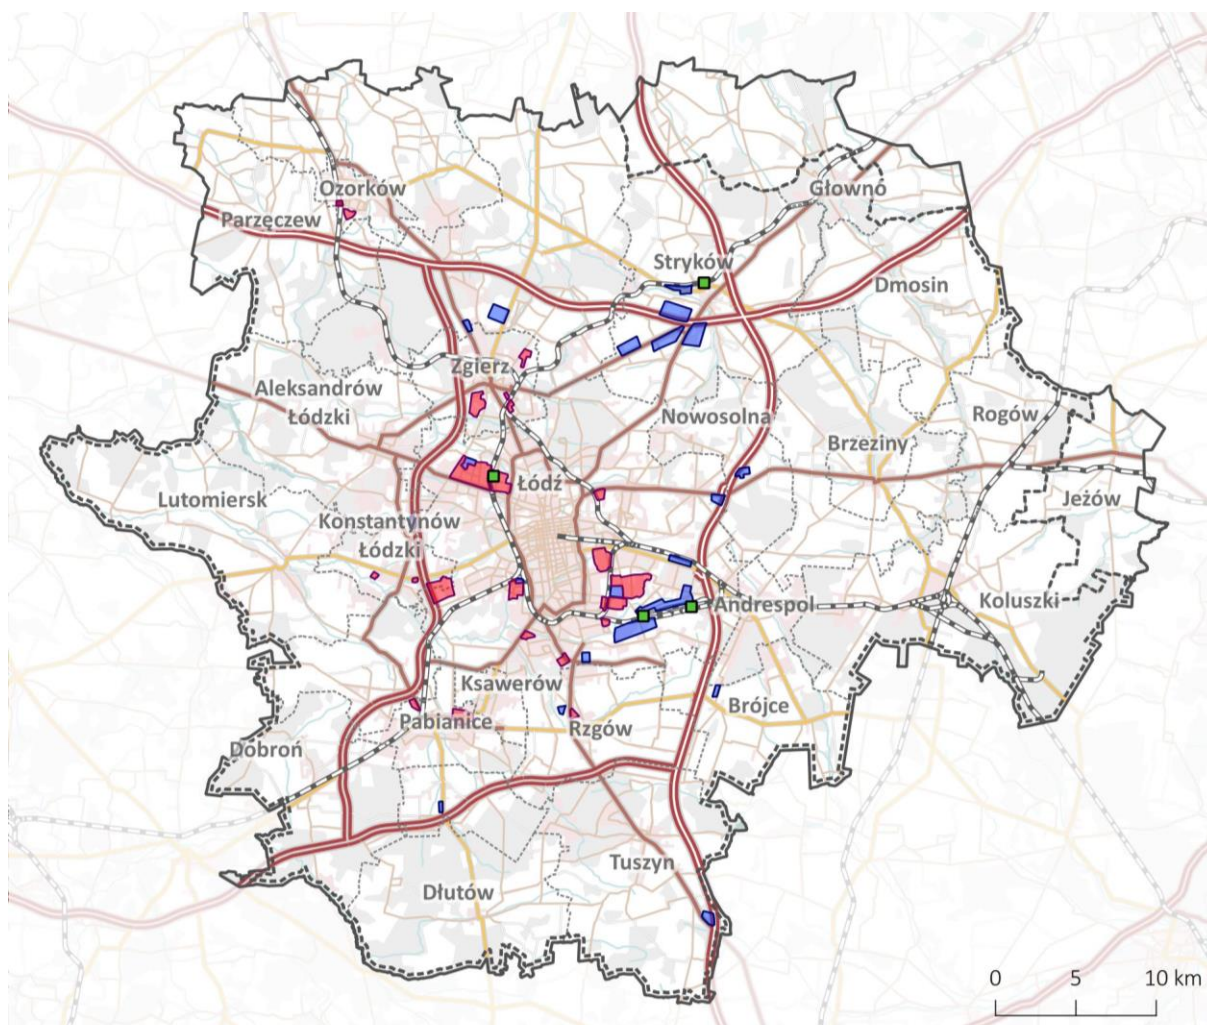 Ozorków
Głownó
Parzęczew
Stryków
Dmosin
Zgierz
Aleksandrów
Łódzki
Nowosolna
Rogów
Brzeziny
Lutomiersk
Łódź
Jeżów
Konstantynów
Łódzki
Andrespol
Koluszki
Ksawerów
Brójce
Pabianice
Rzgów
Dobroń
Tuszyn
Dłutów
0 5 10 km